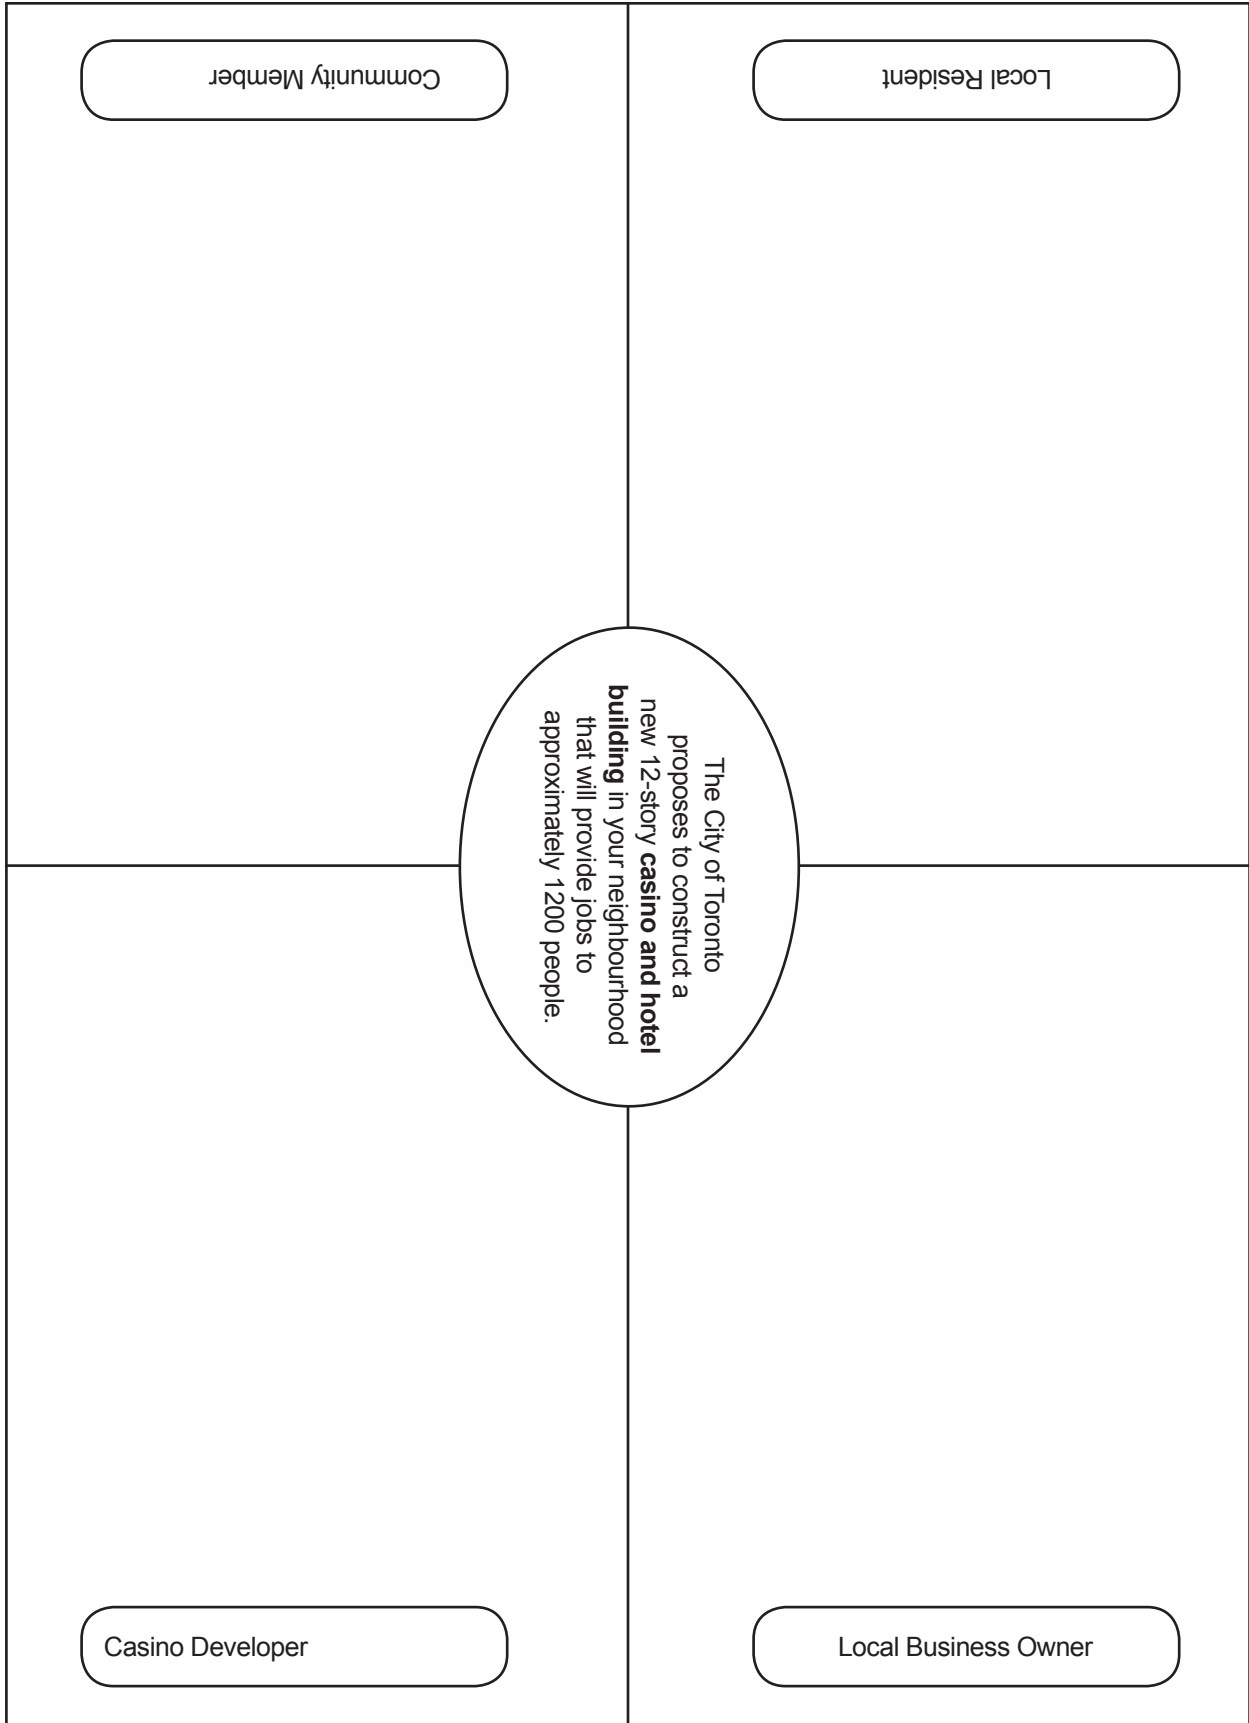 Community Member
Local Resident
The City of Toronto
proposes to construct a
new 12-story casino and hotel
building in your neighbourhood
that will provide jobs to
approximately 1200 people.
Casino Developer
Local Business Owner